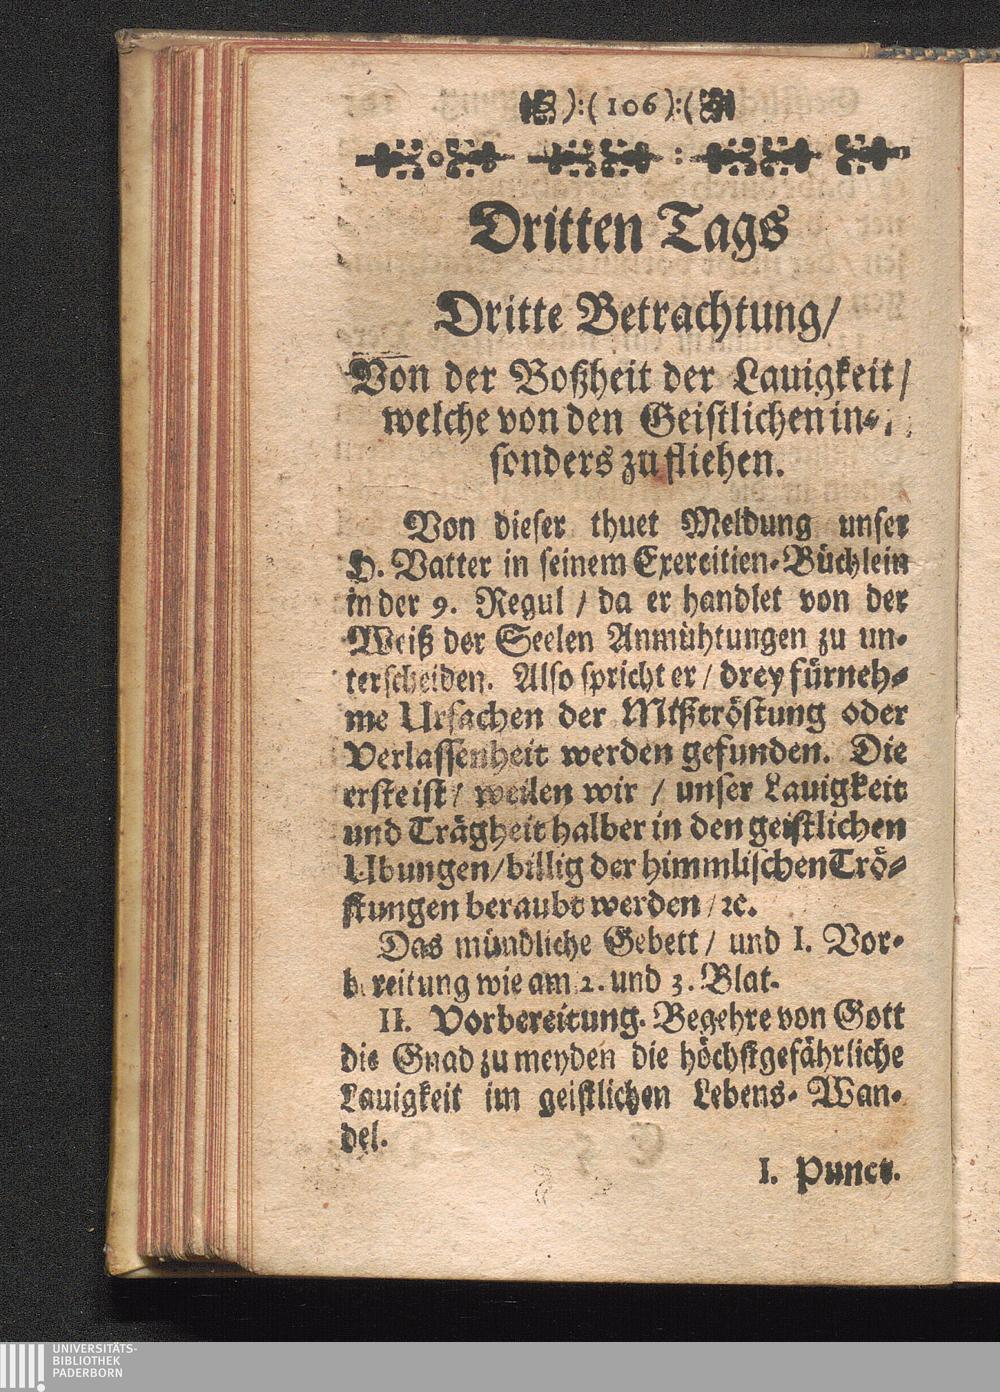 ):( 106 ):(
Dritten Tags
Dritte Betrachtung/
Von der Boßheit der Lauigkeit/
welche von den Geistlichen in-
sonders zu fliehen.
Von dieser thuet Meldung unser
H. Vatter in seinem Exercitien-Büchlein
in der 9. Regul / da er handlet von der
Weiß der Seelen Anmühtungen zu un-
terscheiden. Also spricht er / drey fürneh-
me Ursachen der Mißtröstung oder
Verlassenheit werden gefunden. Die
erste ist / weilen wir / unser Lauigkeit
und Trägheit halber in den geistlichen
Ubungen/ billig der himmlischen Trö-
stungen beraubt werden / ꝛc.
Das mündliche Gebett / und I. Vor-
bereitung wie am 2. und 3. Blat.
II. Vorbereitung. Begehre von Gott
die Gnad zu meyden die höchstgefährliche
Lauigkeit im geistlichen Lebens-Wan-
del.
I. Punct.
UNIVERSITÄTS-
BIBLIOTHEK
PADERBORN